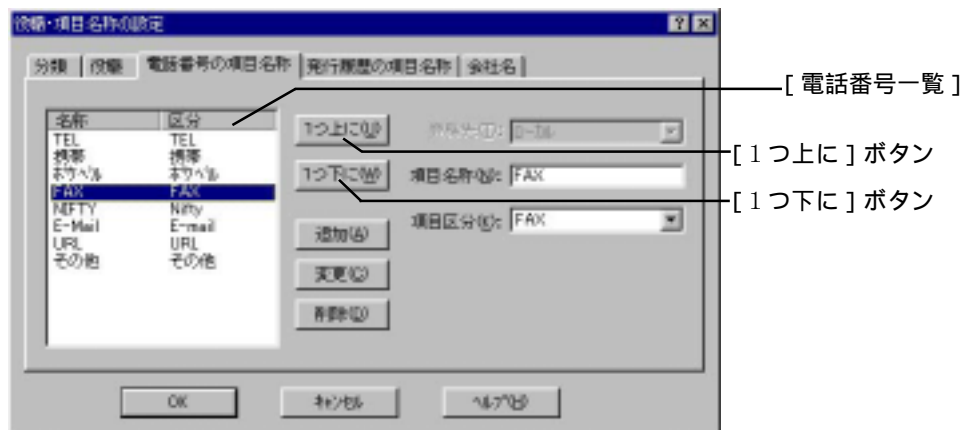 役職・項目名称の設定
分類 役職 電話番号の項目名称 発行履歴の項目名称 会社名
[ 電話番号一覧 ]
名称 区分
TEL TEL
携帯 携帯
ポケベル ポケベル
FAX FAX
NIFTY Nifty
E-Mail E-mail
URL URL
その他 その他
1つ上に(U)
[ 1 つ上に ] ボタン
1つ下に(W)
[ 1 つ下に ] ボタン
追加(A)
変更(C)
削除(D)
ローカル
項目名称(N): FAX
項目区分(K): FAX
OK キャンセル ヘルプ(H)